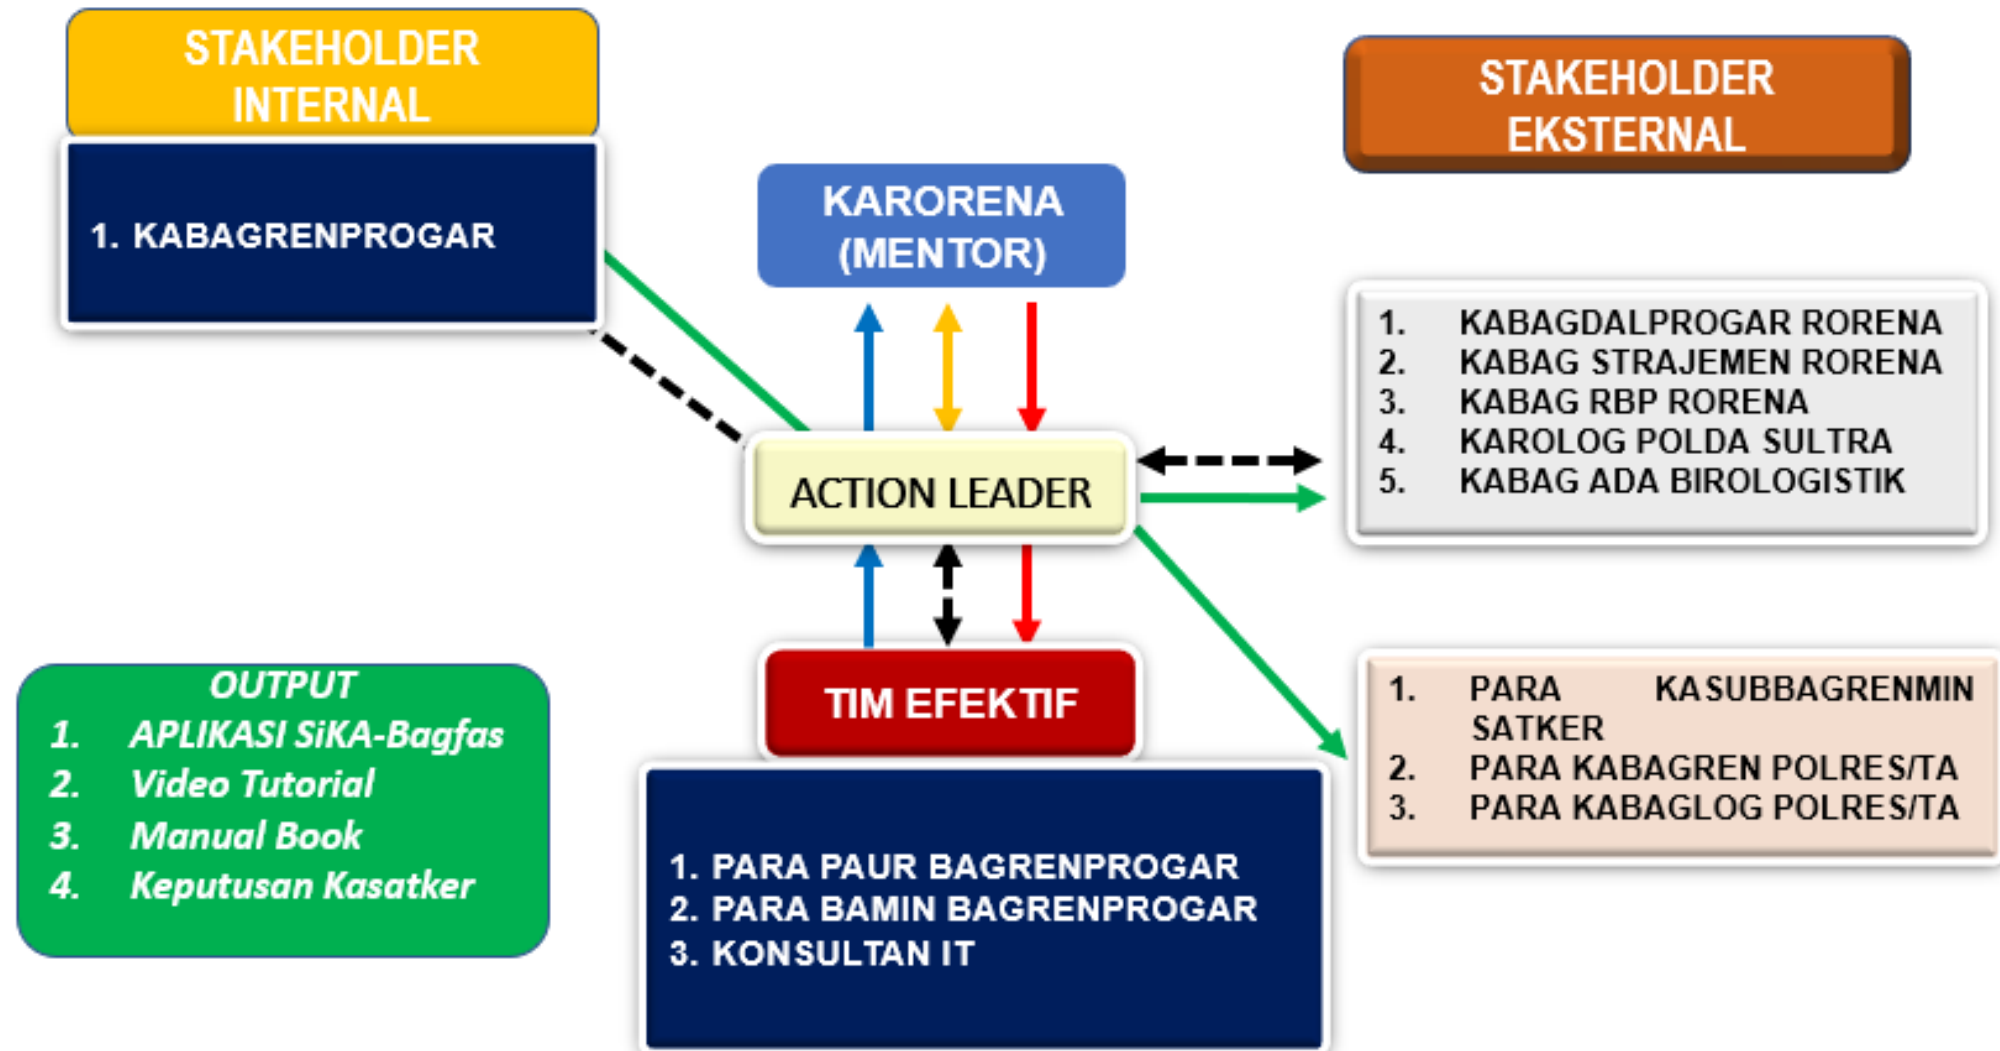 STAKEHOLDER
INTERNAL
1. KABAGRENPROGAR
KARORENA
(MENTOR)
STAKEHOLDER
EKSTERNAL
1. KABAGDALPROGAR RORENA
2. KABAG STRAJEMEN RORENA
3. KABAG RBP RORENA
4. KAROLOG POLDA SULTRA
5. KABAG ADA BIROLOGISTIK
ACTION LEADER
TIM EFEKTIF
1. PARA PAUR BAGRENPROGAR
2. PARA BAMIN BAGRENPROGAR
3. KONSULTAN IT
1. PARA KASUBBAGRENMIN
SATKER
2. PARA KABAGREN POLRES/TA
3. PARA KABAGLOG POLRES/TA
OUTPUT
1. APLIKASI SiKA-Bagfas
2. Video Tutorial
3. Manual Book
4. Keputusan Kasatker